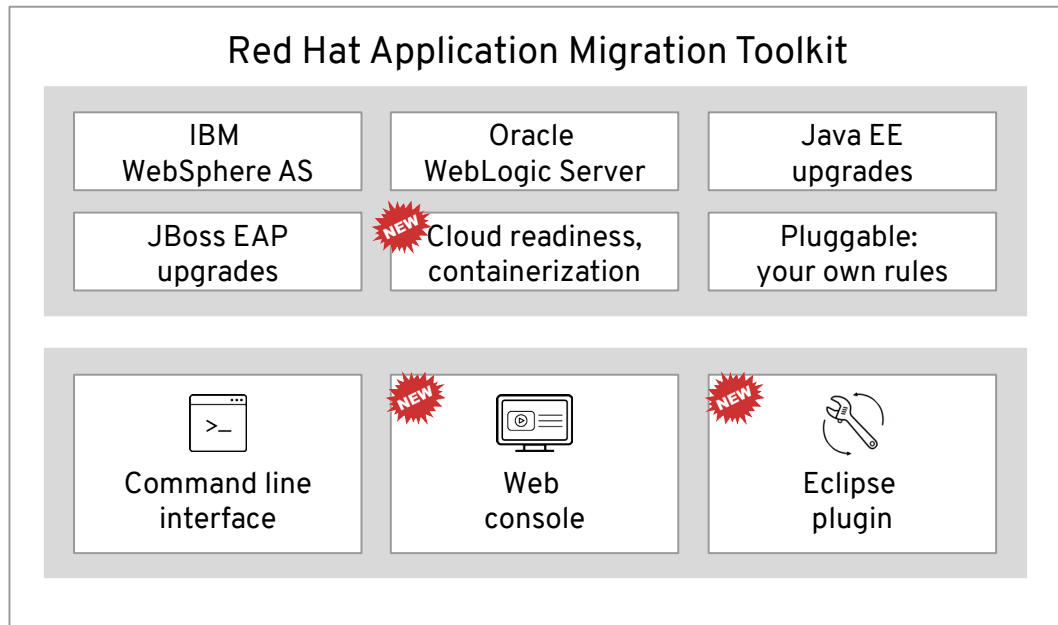 Red Hat Application Migration Toolkit
IBM
WebSphere AS
Oracle
WebLogic Server
Java EE
upgrades
JBoss EAP
upgrades
NEW
Cloud readiness,
containerization
Pluggable:
your own rules
>_
Command line
interface
NEW
Web
console
NEW
Eclipse
plugin